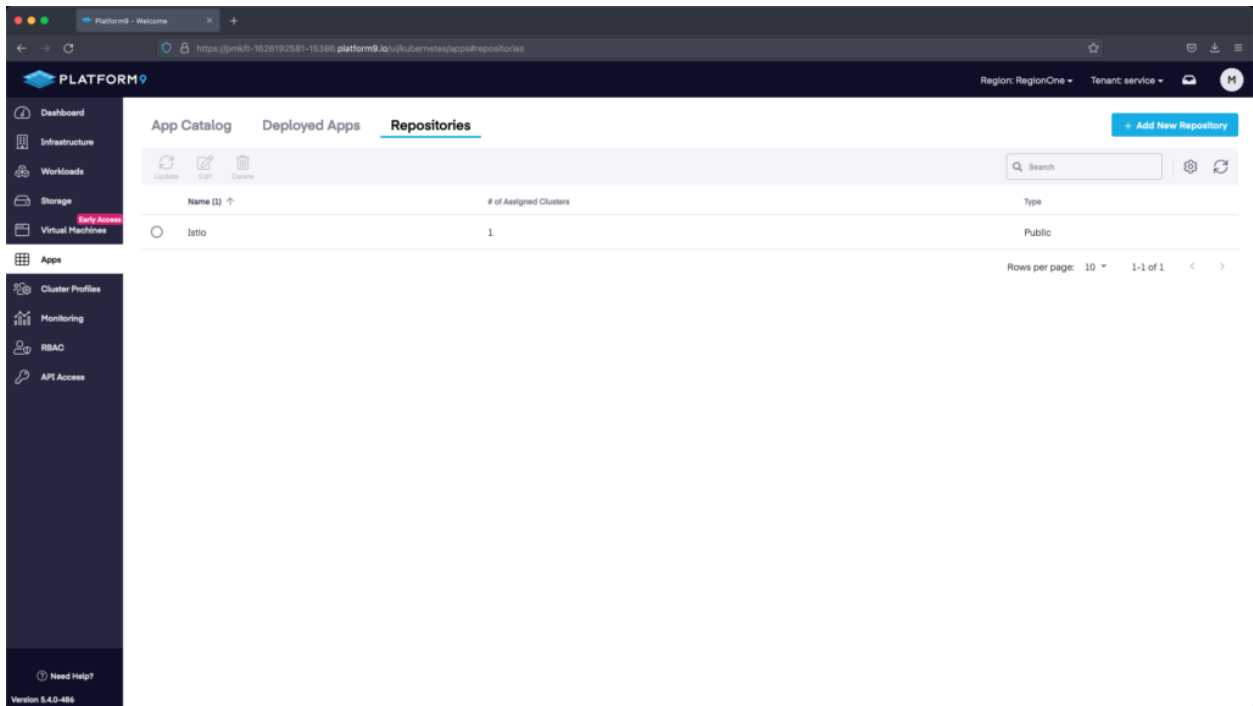 Platform9 - Welcome
https://pmkft-1626192581-15386.platform9.io/ui/kubernetes/apps#repositories
PLATFORM9
Region: RegionOne
Tenant: service
M
Dashboard
Infrastructure
Workloads
Storage
Early Access
Virtual Machines
Apps
Cluster Profiles
Monitoring
RBAC
API Access
Need Help?
Version 5.4.0-486
App Catalog Deployed Apps Repositories
+ Add New Repository
Update Edit Delete
Search
Name (1) # of Assigned Clusters Type
Istio 1 Public
Rows per page: 10 1-1 of 1